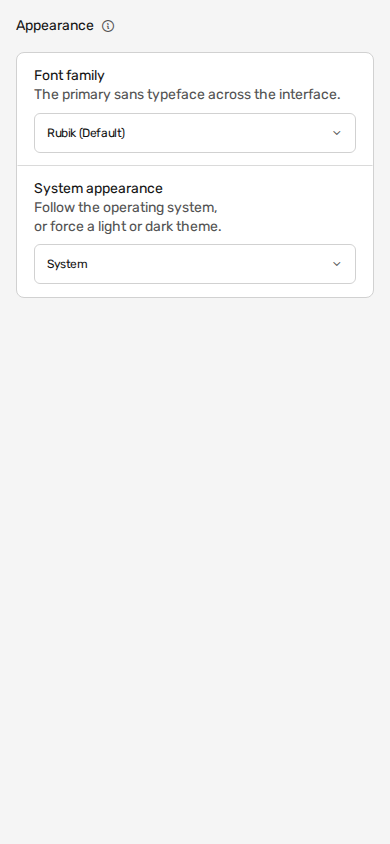 Appearance
Font family
The primary sans typeface across the interface.
Rubik (Default)
System appearance
Follow the operating system,
or force a light or dark theme.
System